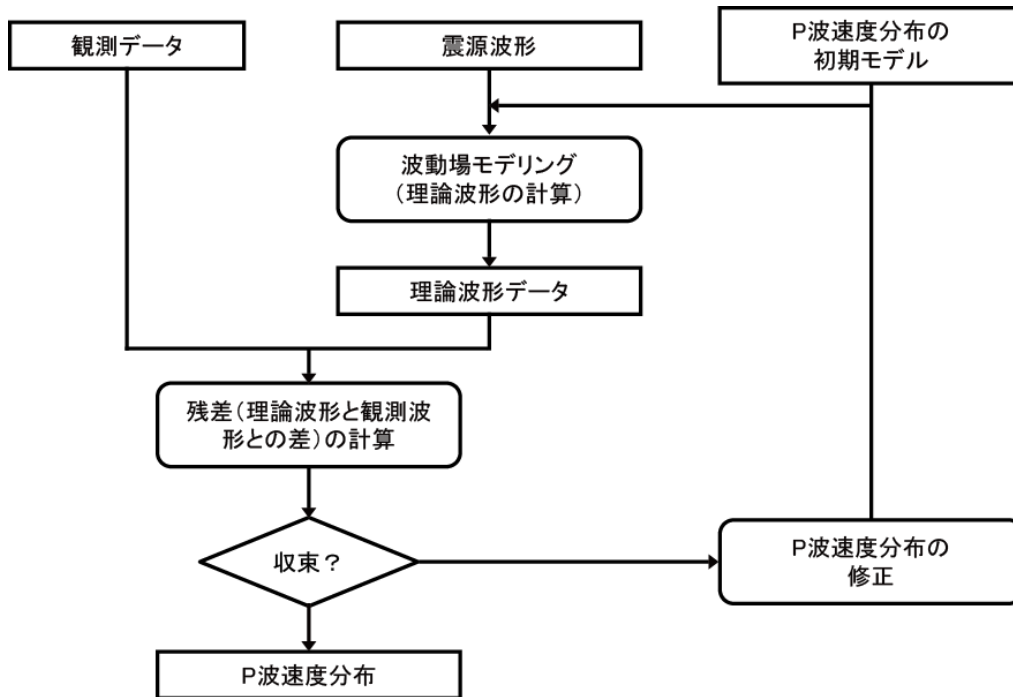 観測データ
震源波形
P波速度分布の
初期モデル
波動場モデリング
（理論波形の計算）
理論波形データ
残差（理論波形と観測波
形との差）の計算
収束？
P波速度分布の
修正
P波速度分布